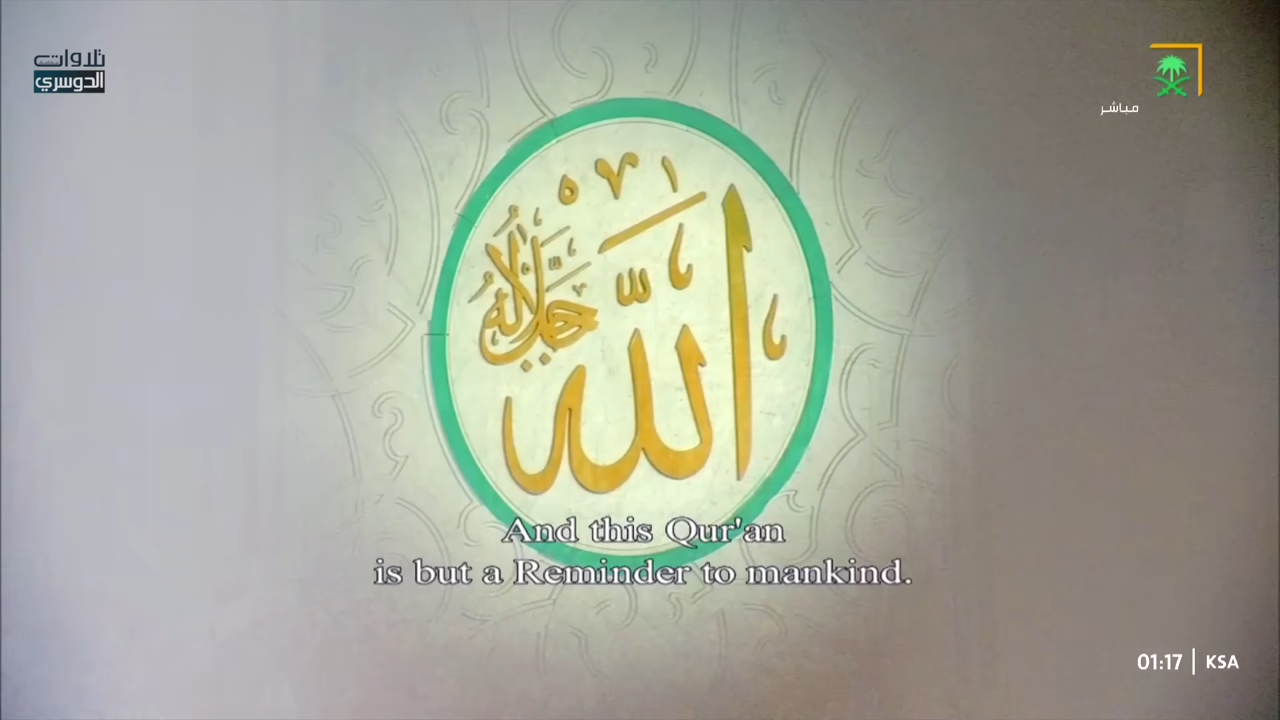 تلاوات
الدوسري
مباشر
الله
جل جلاله
And this Qur'an
is but a Reminder to mankind.
01:17 | KSA